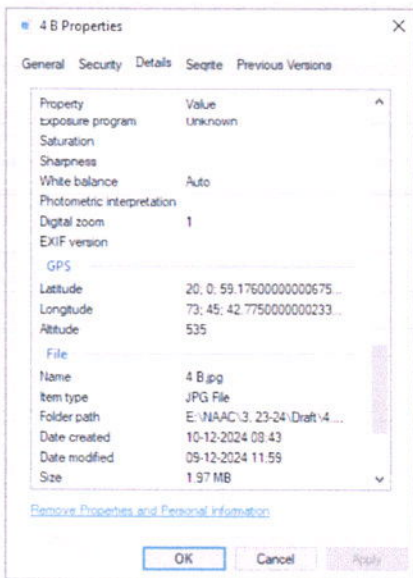 4 B Properties
General Security Details Seqrite Previous Versions
Property Value
Exposure program Unknown
Saturation
Sharpness
White balance Auto
Photometric interpretation
Digital zoom 1
EXIF version
GPS
Latitude 20; 0; 59.17600000000675...
Longitude 73; 45; 42.7750000000233...
Altitude 535
File
Name 4 B.jpg
Item type JPG File
Folder path E:\NAAC\3. 23-24\Draft\4....
Date created 10-12-2024 08:43
Date modified 09-12-2024 11:59
Size 1.97 MB
Remove Properties and Personal Information
OK Cancel Apply